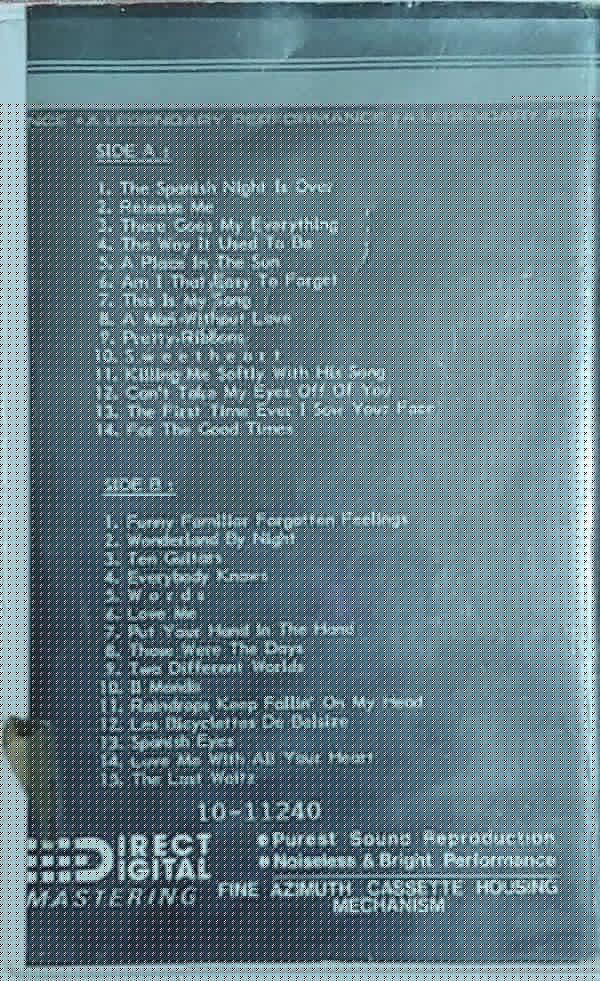 NCE ★ A LEGENDARY PERFORMANCE ★ A LEGENDARY PER
SIDE A :
1. The Spanish Night Is Over
2. Release Me
3. There Goes My Everything
4. The Way It Used To Be
5. A Place In The Sun
6. Am I That Easy To Forget
7. This Is My Song
8. A Man Without Love
9. Pretty Ribbons
10. S w e e t h e a r t
11. Killing Me Softly With His Song
12. Can't Take My Eyes Off Of You
13. The First Time Ever I Saw Your Face
14. For The Good Times
SIDE B :
1. Funny Familiar Forgotten Feelings
2. Wonderland By Night
3. Ten Guitars
4. Everybody Knows
5. W o r d s
6. Love Me
7. Put Your Hand In The Hand
8. Those Were The Days
9. Two Different Worlds
10. Il Mondo
11. Raindrops Keep Fallin' On My Head
12. Les Bicyclettes De Belsize
13. Spanish Eyes
14. Love Me With All Your Heart
15. The Last Waltz
10-11240
DIRECT DIGITAL
MASTERING
● Purest Sound Reproduction
● Noiseless & Bright Performance
FINE AZIMUTH CASSETTE HOUSING
MECHANISM